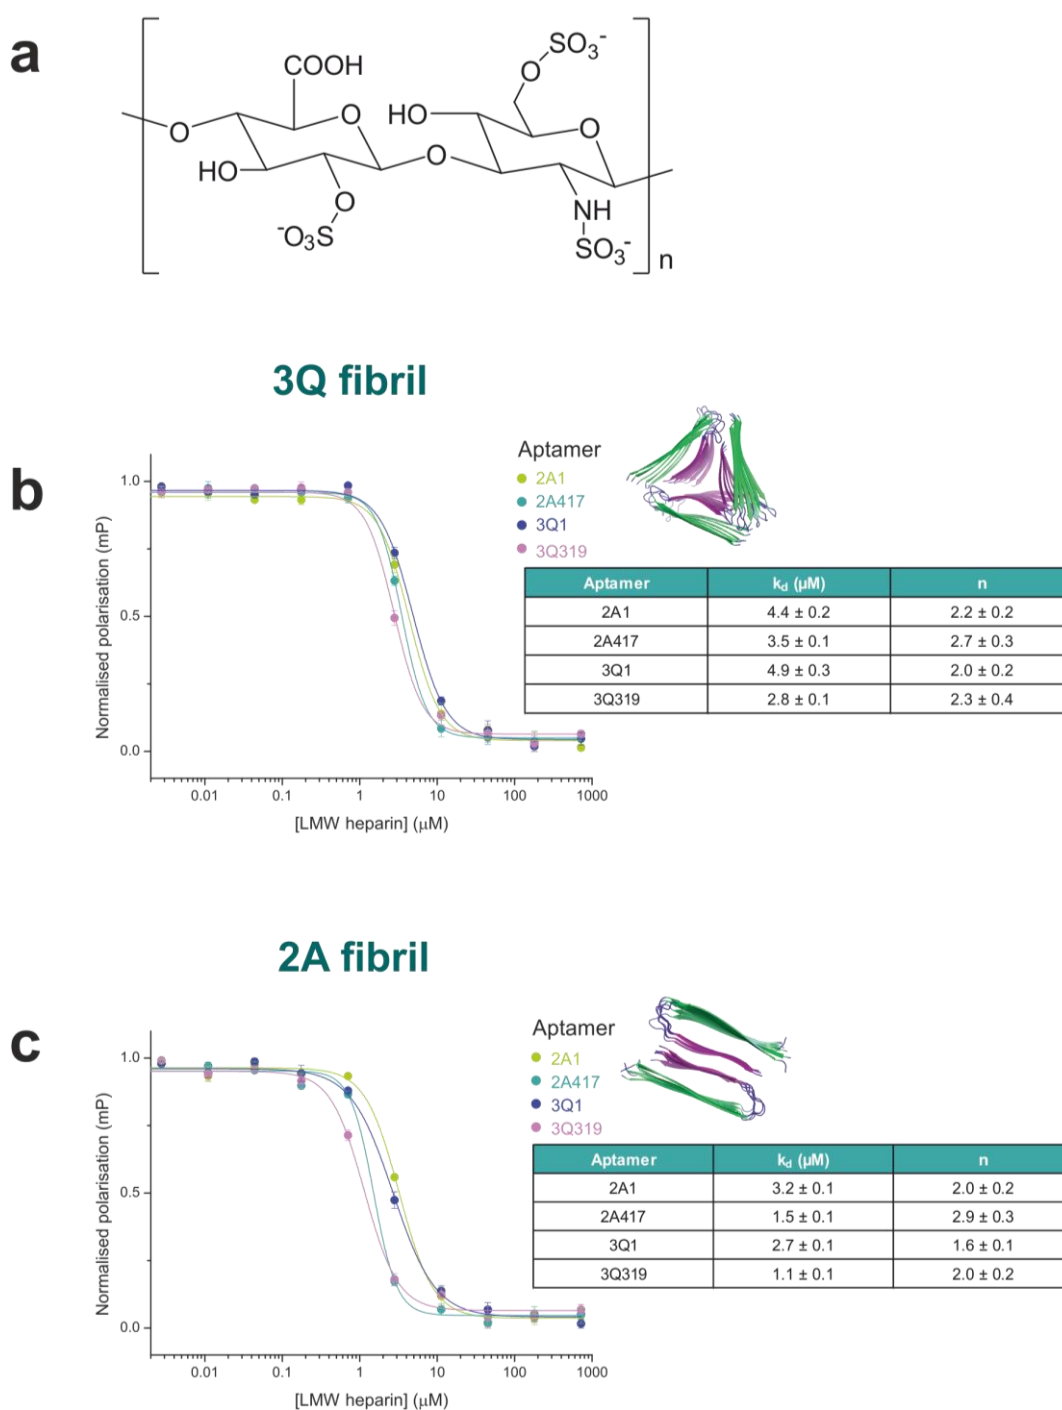 a
COOH
SO3-
O
O
HO
O
O
HO
O
O
NH
-O3S
SO3-
n
3Q fibril
b
Aptamer
2A1
2A417
3Q1
3Q319
Normalised polarisation (mP)
1.0
0.5
0.0
0.01 0.1 1 10 100 1000
[LMW heparin] (μM)
Aptamer kd (μM) n
2A1 4.4 ± 0.2 2.2 ± 0.2
2A417 3.5 ± 0.1 2.7 ± 0.3
3Q1 4.9 ± 0.3 2.0 ± 0.2
3Q319 2.8 ± 0.1 2.3 ± 0.4
2A fibril
c
Aptamer
2A1
2A417
3Q1
3Q319
Normalised polarisation (mP)
1.0
0.5
0.0
0.01 0.1 1 10 100 1000
[LMW heparin] (μM)
Aptamer kd (μM) n
2A1 3.2 ± 0.1 2.0 ± 0.2
2A417 1.5 ± 0.1 2.9 ± 0.3
3Q1 2.7 ± 0.1 1.6 ± 0.1
3Q319 1.1 ± 0.1 2.0 ± 0.2